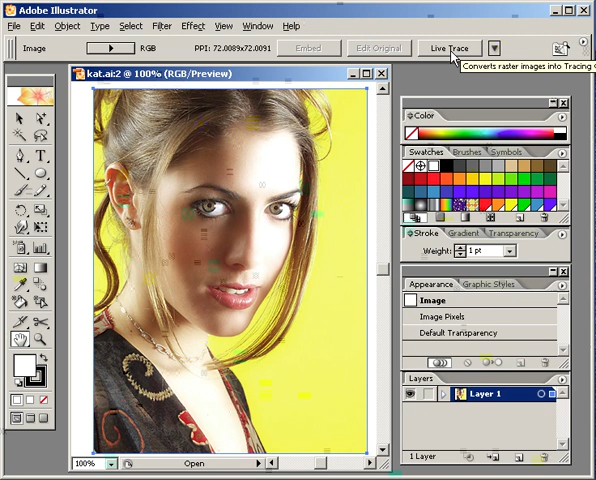 Adobe Illustrator
File Edit Object Type Select Filter Effect View Window Help
Image RGB PPI: 72.0089x72.0091 Embed Edit Original Live Trace
Converts raster images into Tracing
kat.ai:2 @ 100% (RGB/Preview)
Color
Swatches Brushes Symbols
Stroke Gradient Transparency
Weight: 1 pt
Appearance Graphic Styles
Image
Image Pixels
Default Transparency
Layers
Layer 1
1 Layer
100% Open